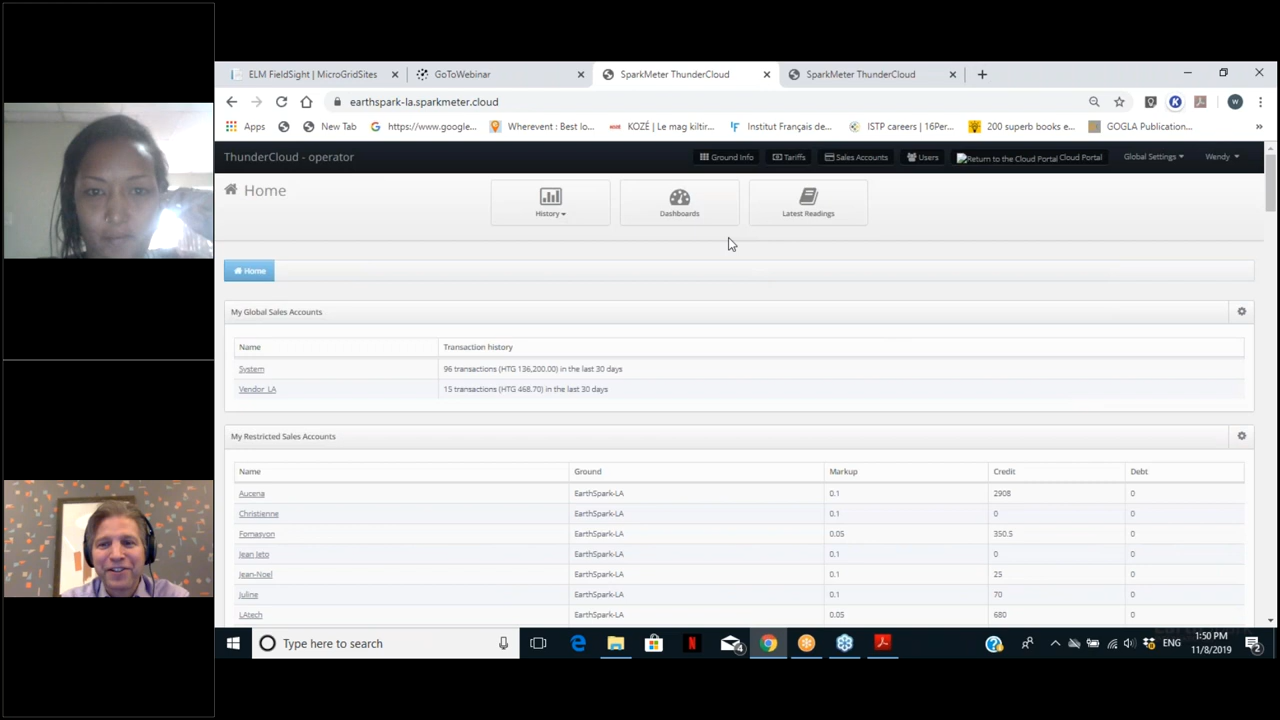 ELM FieldSight | MicroGridSites
GoToWebinar
SparkMeter ThunderCloud
SparkMeter ThunderCloud
earthspark-la.sparkmeter.cloud
Apps
New Tab
https://www.google...
Wherevent : Best lo...
KOZÉ | Le mag kiltir...
Institut Français de...
ISTP careers | 16Per...
200 superb books e...
GOGLA Publication...
»
ThunderCloud - operator
Ground Info
Tariffs
Sales Accounts
Users
Return to the Cloud Portal Cloud Portal
Global Settings
Wendy
Home
History
Dashboards
Latest Readings
Home
My Global Sales Accounts
Name Transaction history
System 96 transactions (HTG 136,200.00) in the last 30 days
Vendor_LA 15 transactions (HTG 468.70) in the last 30 days
My Restricted Sales Accounts
Name Ground Markup Credit Debt
Aucena EarthSpark-LA 0.1 2908 0
Christienne EarthSpark-LA 0.1 0 0
Fomasyon EarthSpark-LA 0.05 350.5 0
Jean Jeto EarthSpark-LA 0.1 0 0
Jean-Noel EarthSpark-LA 0.1 25 0
Juline EarthSpark-LA 0.1 70 0
LAtech EarthSpark-LA 0.05 680 0
Type here to search
4
ENG
1:50 PM
11/8/2019
2